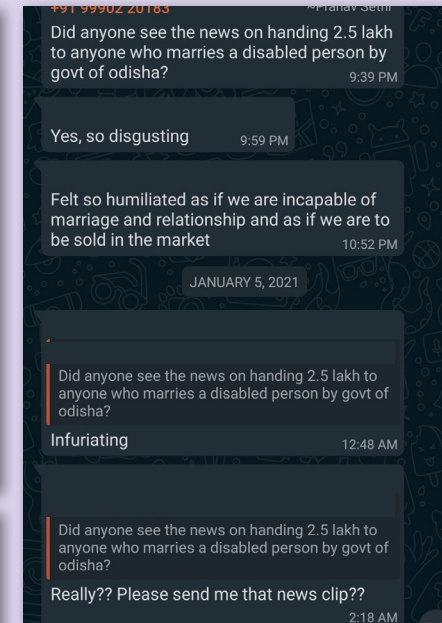 +91 99902 20183 ~Pranav Sethi
Did anyone see the news on handing 2.5 lakh
to anyone who marries a disabled person by
govt of odisha?
9:39 PM
Yes, so disgusting 9:59 PM
Felt so humiliated as if we are incapable of
marriage and relationship and as if we are to
be sold in the market 10:52 PM
JANUARY 5, 2021
Did anyone see the news on handing 2.5 lakh to
anyone who marries a disabled person by govt of
odisha?
Infuriating 12:48 AM
Did anyone see the news on handing 2.5 lakh to
anyone who marries a disabled person by govt of
odisha?
Really?? Please send me that news clip??
2:18 AM